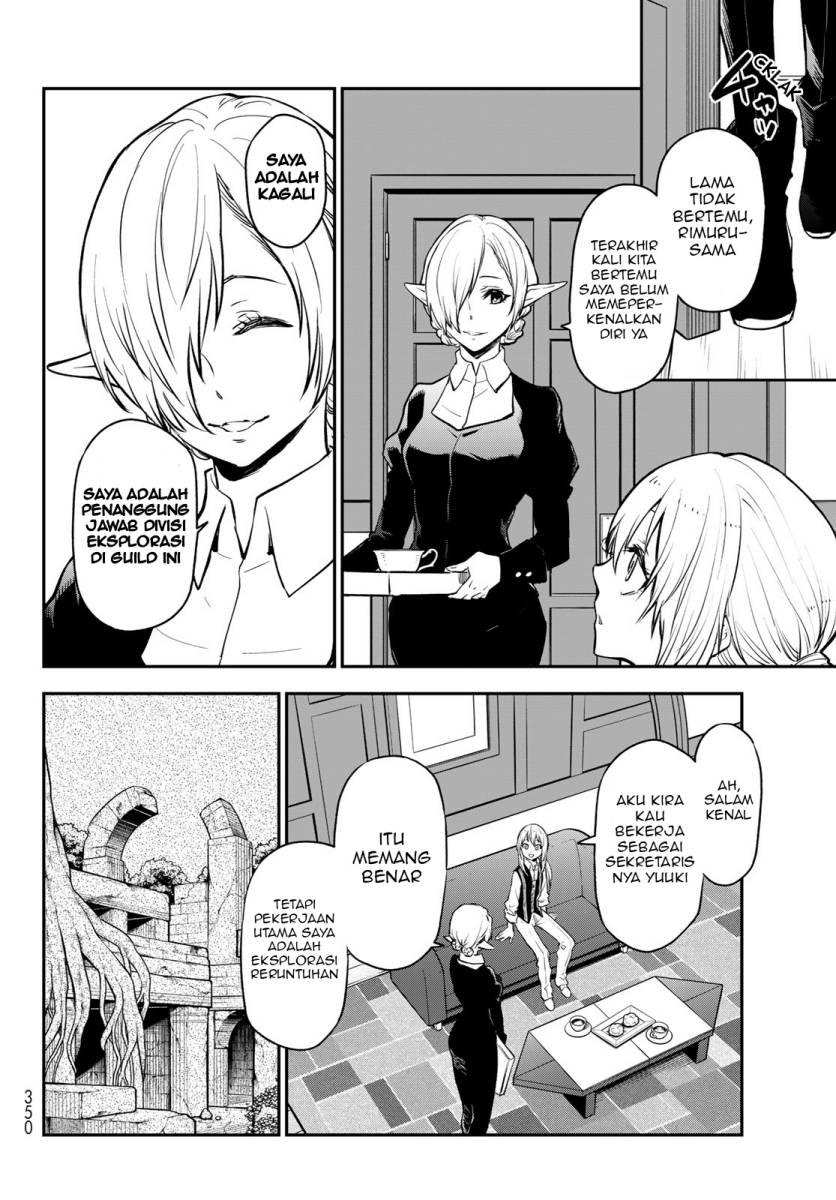 CKLAK
LAMA
TIDAK
BERTEMU,
RIMURU-
SAMA
TERAKHIR
KALI KITA
BERTEMU
SAYA BELUM
MEMEPER-
KENALKAN
DIRI YA
SAYA
ADALAH
KAGALI
SAYA ADALAH
PENANGGUNG
JAWAB DIVISI
EKSPLORASI
DI GUILD INI
AH,
SALAM
KENAL
AKU KIRA
KAU
BEKERJA
SEBAGAI
SEKRETARIS
NYA YUUKI
ITU
MEMANG
BENAR
TETAPI
PEKERJAAN
UTAMA SAYA
ADALAH
EKSPLORASI
RERUNTUHAN
350